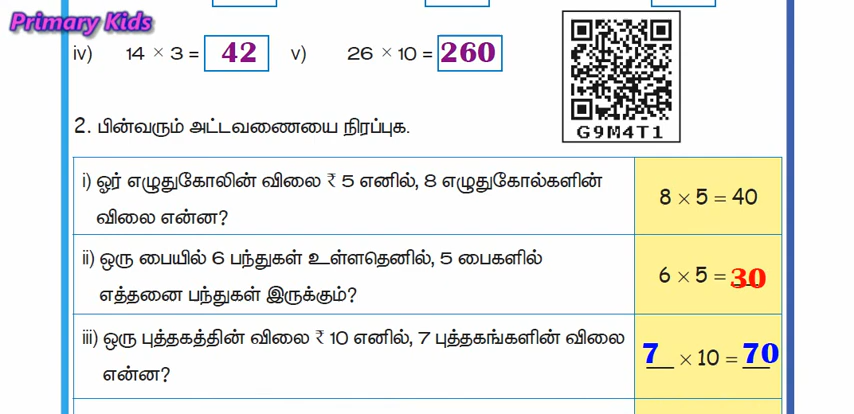 Primary Kids
iv) 14 × 3 = 42 v) 26 × 10 = 260
G9M4T1
2. பின்வரும் அட்டவணையை நிரப்புக.
i) ஓர் எழுதுகோலின் விலை ₹ 5 எனில், 8 எழுதுகோல்களின்
விலை என்ன?
8 × 5 = 40
ii) ஒரு பையில் 6 பந்துகள் உள்ளதெனில், 5 பைகளில்
எத்தனை பந்துகள் இருக்கும்?
6 × 5 = 30
iii) ஒரு புத்தகத்தின் விலை ₹ 10 எனில், 7 புத்தகங்களின் விலை
என்ன?
7 × 10 = 70